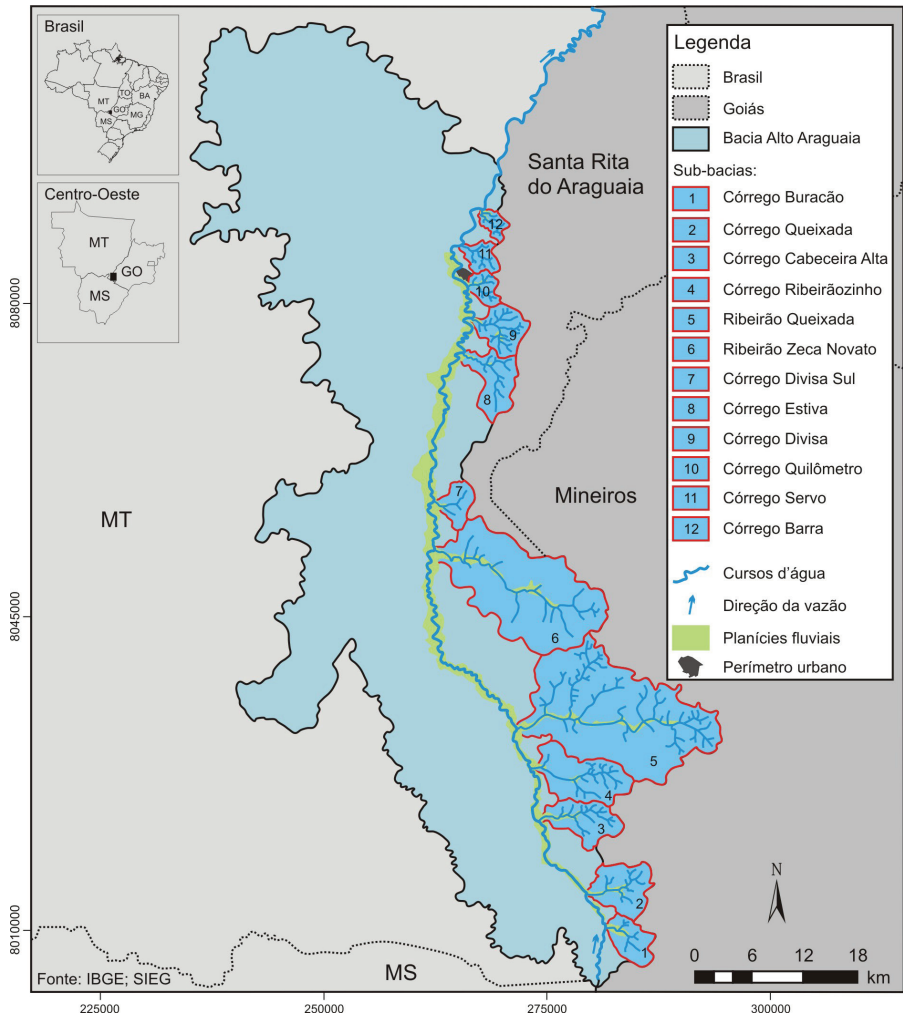 Brasil
MT
TO
BA
GO
MG
MS
Centro-Oeste
MT
GO
MS
Legenda
Brasil
Goiás
Bacia Alto Araguaia
Sub-bacias:
1 Córrego Buracão
2 Córrego Queixada
3 Córrego Cabeceira Alta
4 Córrego Ribeirãozinho
5 Ribeirão Queixada
6 Ribeirão Zeca Novato
7 Córrego Divisa Sul
8 Córrego Estiva
9 Córrego Divisa
10 Córrego Quilômetro
11 Córrego Servo
12 Córrego Barra
Cursos d'água
Direção da vazão
Planícies fluviais
Perímetro urbano
Santa Rita
do Araguaia
12
11
10
9
8
7
Mineiros
MT
6
5
4
3
2
1
MS
N
0 6 12 18
km
Fonte: IBGE; SIEG
8080000
8045000
8010000
225000
250000
275000
300000